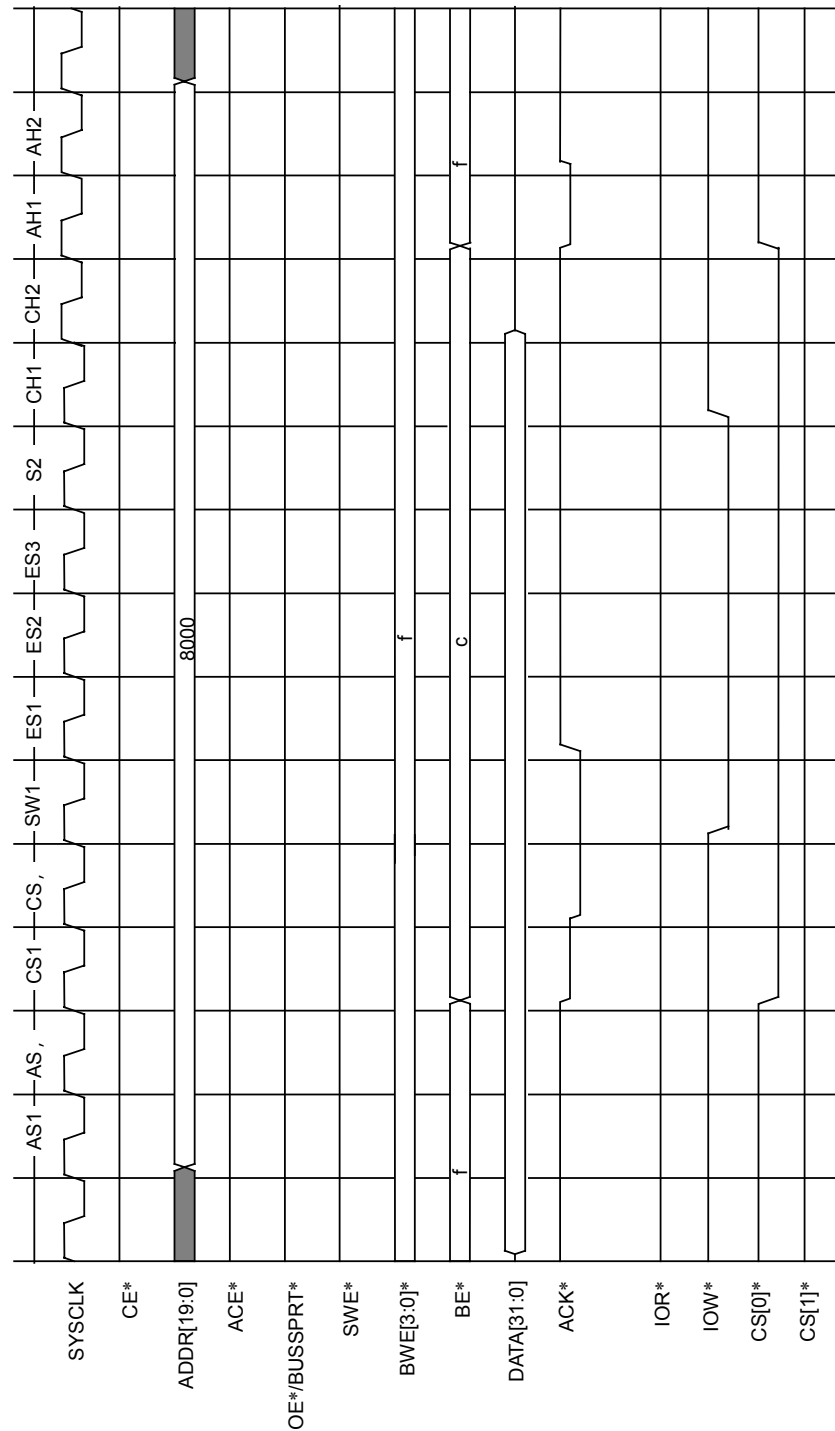 AS1
AS,
CS1
CS,
SW1
ES1
ES2
ES3
S2
CH1
CH2
AH1
AH2
SYSCLK
CE*
ADDR[19:0]
8000
ACE*
OE*/BUSSPRT*
SWE*
BWE[3:0]*
f
BE*
f
c
f
DATA[31:0]
ACK*
IOR*
IOW*
CS[0]*
CS[1]*